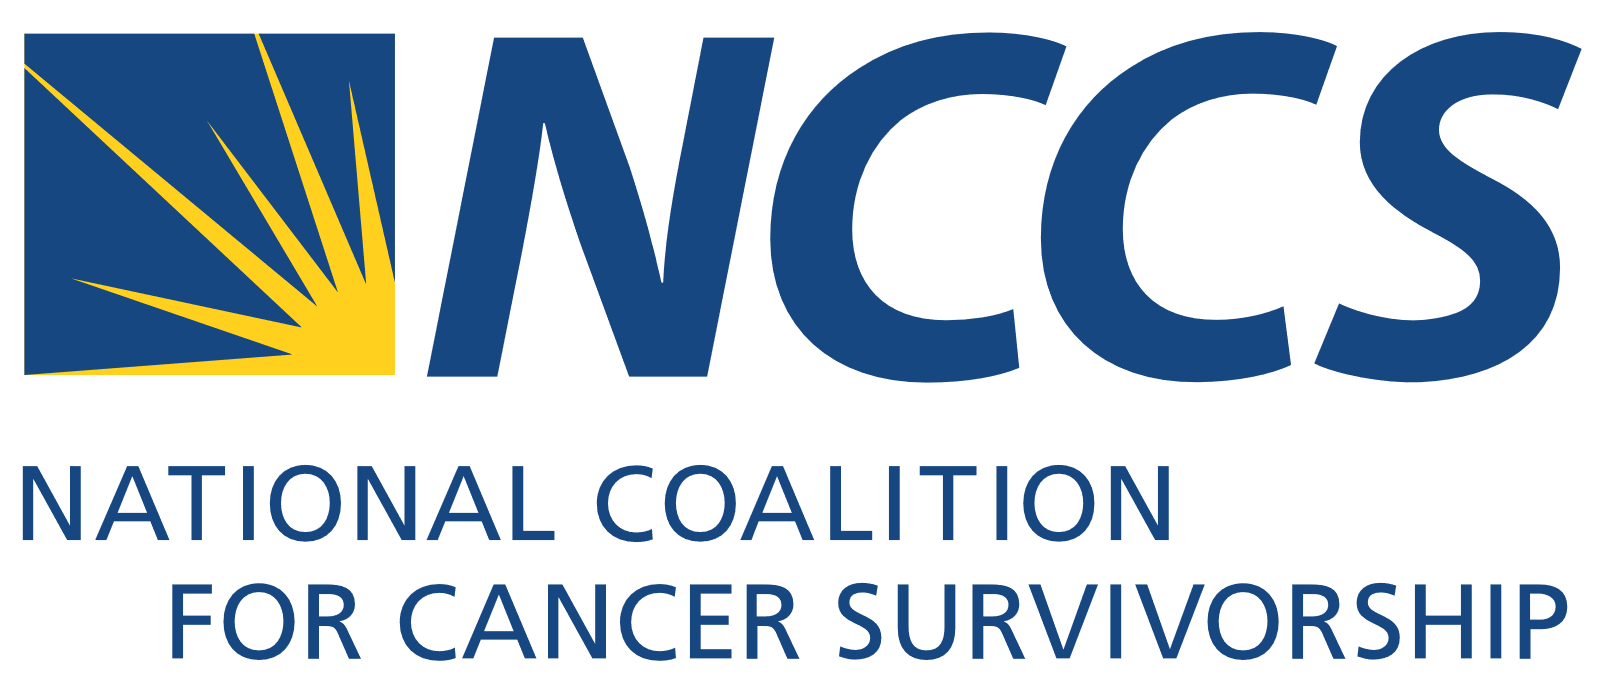 NCCS
NATIONAL COALITION
FOR CANCER SURVIVORSHIP